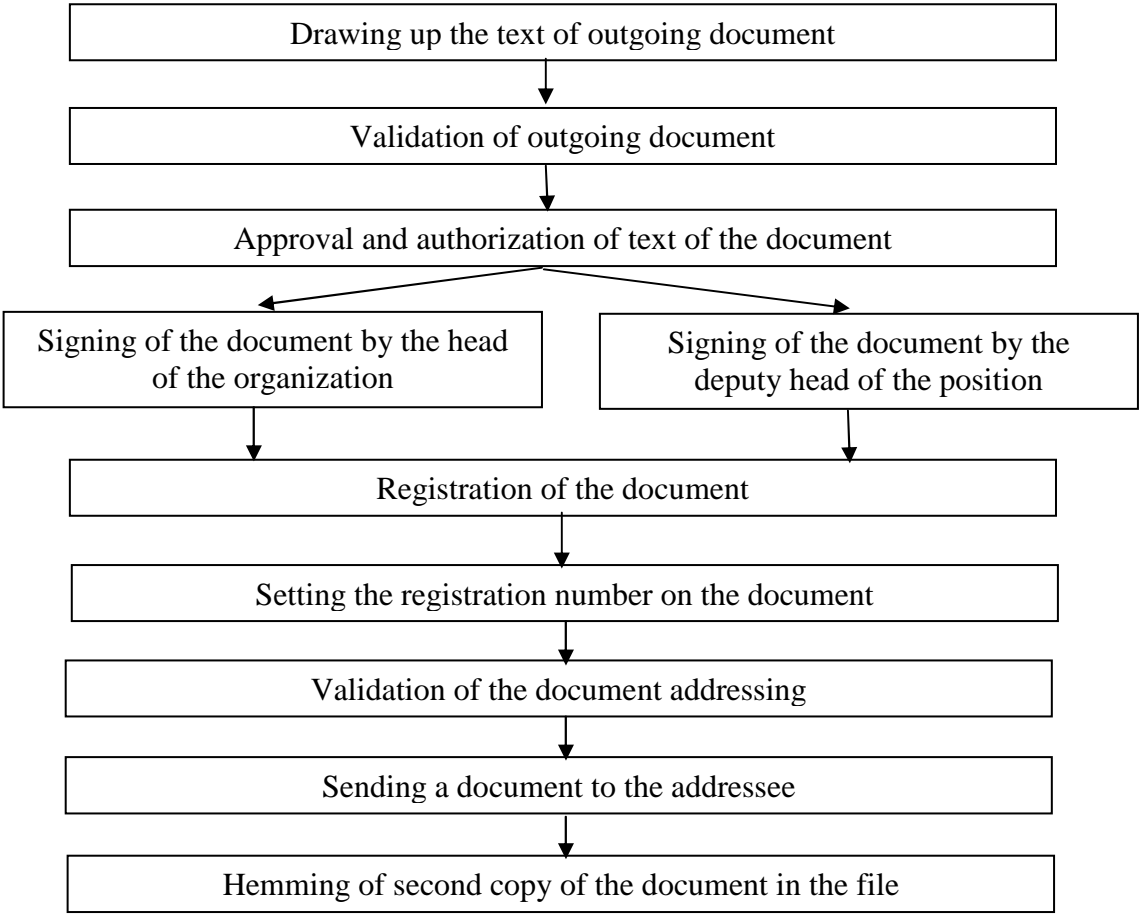 Drawing up the text of outgoing document
Validation of outgoing document
Approval and authorization of text of the document
Signing of the document by the head
of the organization
Signing of the document by the
deputy head of the position
Registration of the document
Setting the registration number on the document
Validation of the document addressing
Sending a document to the addressee
Hemming of second copy of the document in the file